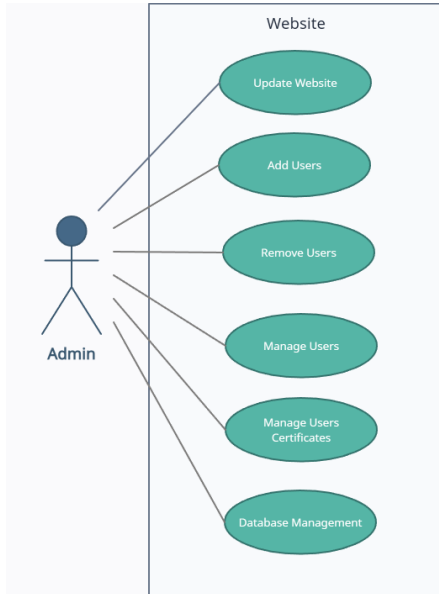 Website
Update Website
Add Users
Remove Users
Admin
Manage Users
Manage Users
Certificates
Database Management